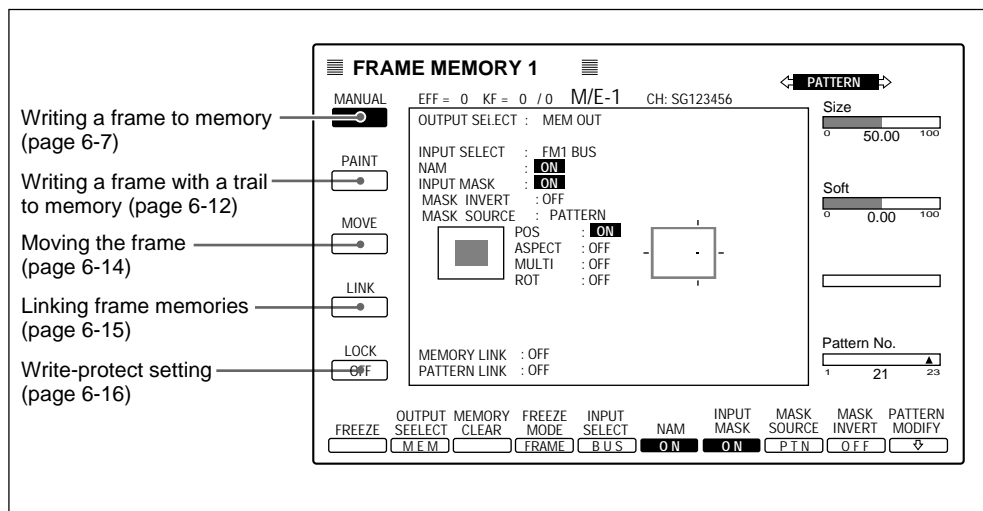 FRAME MEMORY 1
PATTERN
MANUAL
EFF = 0 KF = 0 / 0 M/E-1 CH: SG123456
OUTPUT SELECT : MEM OUT
INPUT SELECT : FM1 BUS
NAM : ON
INPUT MASK : ON
MASK INVERT : OFF
MASK SOURCE : PATTERN
POS : ON
ASPECT : OFF
MULTI : OFF
ROT : OFF
MEMORY LINK : OFF
PATTERN LINK : OFF
Writing a frame to memory
(page 6-7)
PAINT
Writing a frame with a trail
to memory (page 6-12)
MOVE
Moving the frame
(page 6-14)
LINK
Linking frame memories
(page 6-15)
LOCK
OFF
Write-protect setting
(page 6-16)
Size
0 50.00 100
Soft
0 0.00 100
Pattern No.
1 21 23
FREEZE
OUTPUT SEELECT
MEM
MEMORY CLEAR
FREEZE MODE
FRAME
INPUT SELECT
BUS
NAM
ON
INPUT MASK
ON
MASK SOURCE
PTN
MASK INVERT
OFF
PATTERN MODIFY